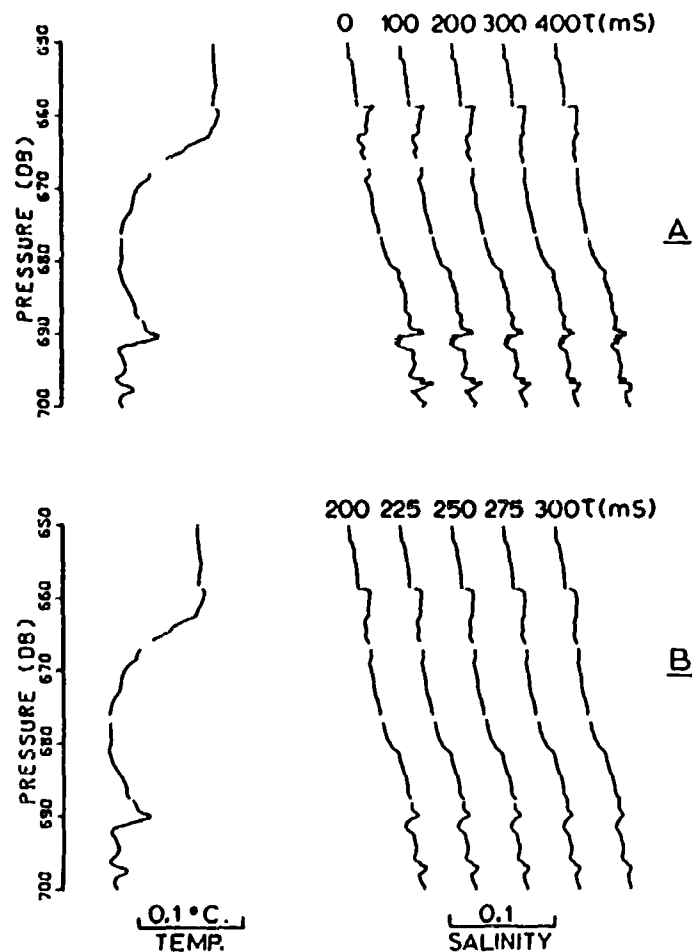 0 100 200 300 400 τ(mS)
650
660
670
680
690
700
PRESSURE (DB)
A
200 225 250 275 300 τ(mS)
650
660
670
680
690
700
PRESSURE (DB)
B
0.1°C.
TEMP.
0.1
SALINITY